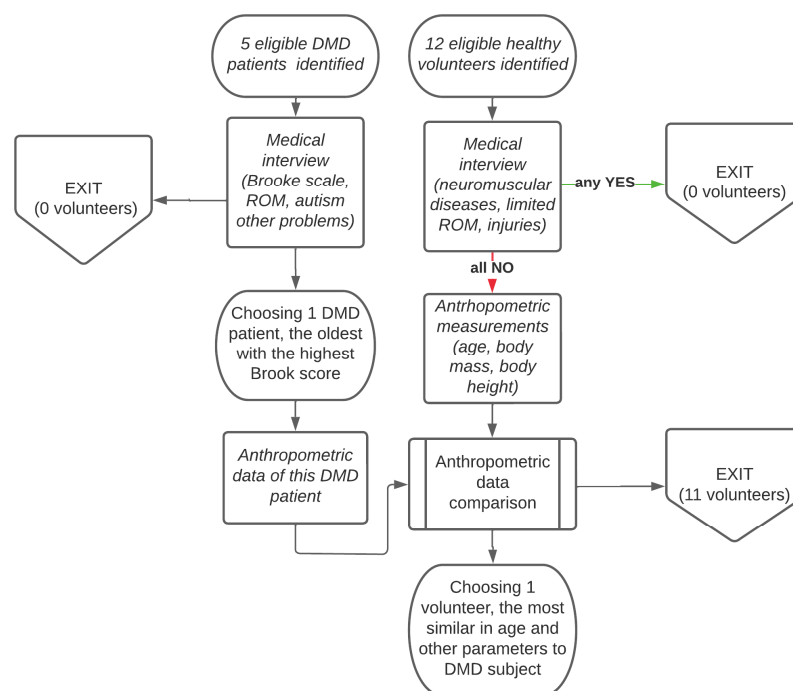 5 eligible DMD
patients identified
12 eligible healthy
volunteers identified
EXIT
(0 volunteers)
Medical
interview
(Brooke scale,
ROM, autism
other problems)
Medical
interview
(neuromuscular
diseases, limited
ROM, injuries)
any YES
EXIT
(0 volunteers)
all NO
Choosing 1 DMD
patient, the oldest
with the highest
Brook score
Antrhopometric
measurements
(age, body
mass, body
height)
Anthropometric
data of this DMD
patient
Anthropometric
data
comparison
EXIT
(11 volunteers)
Choosing 1
volunteer, the most
similar in age and
other parameters to
DMD subject